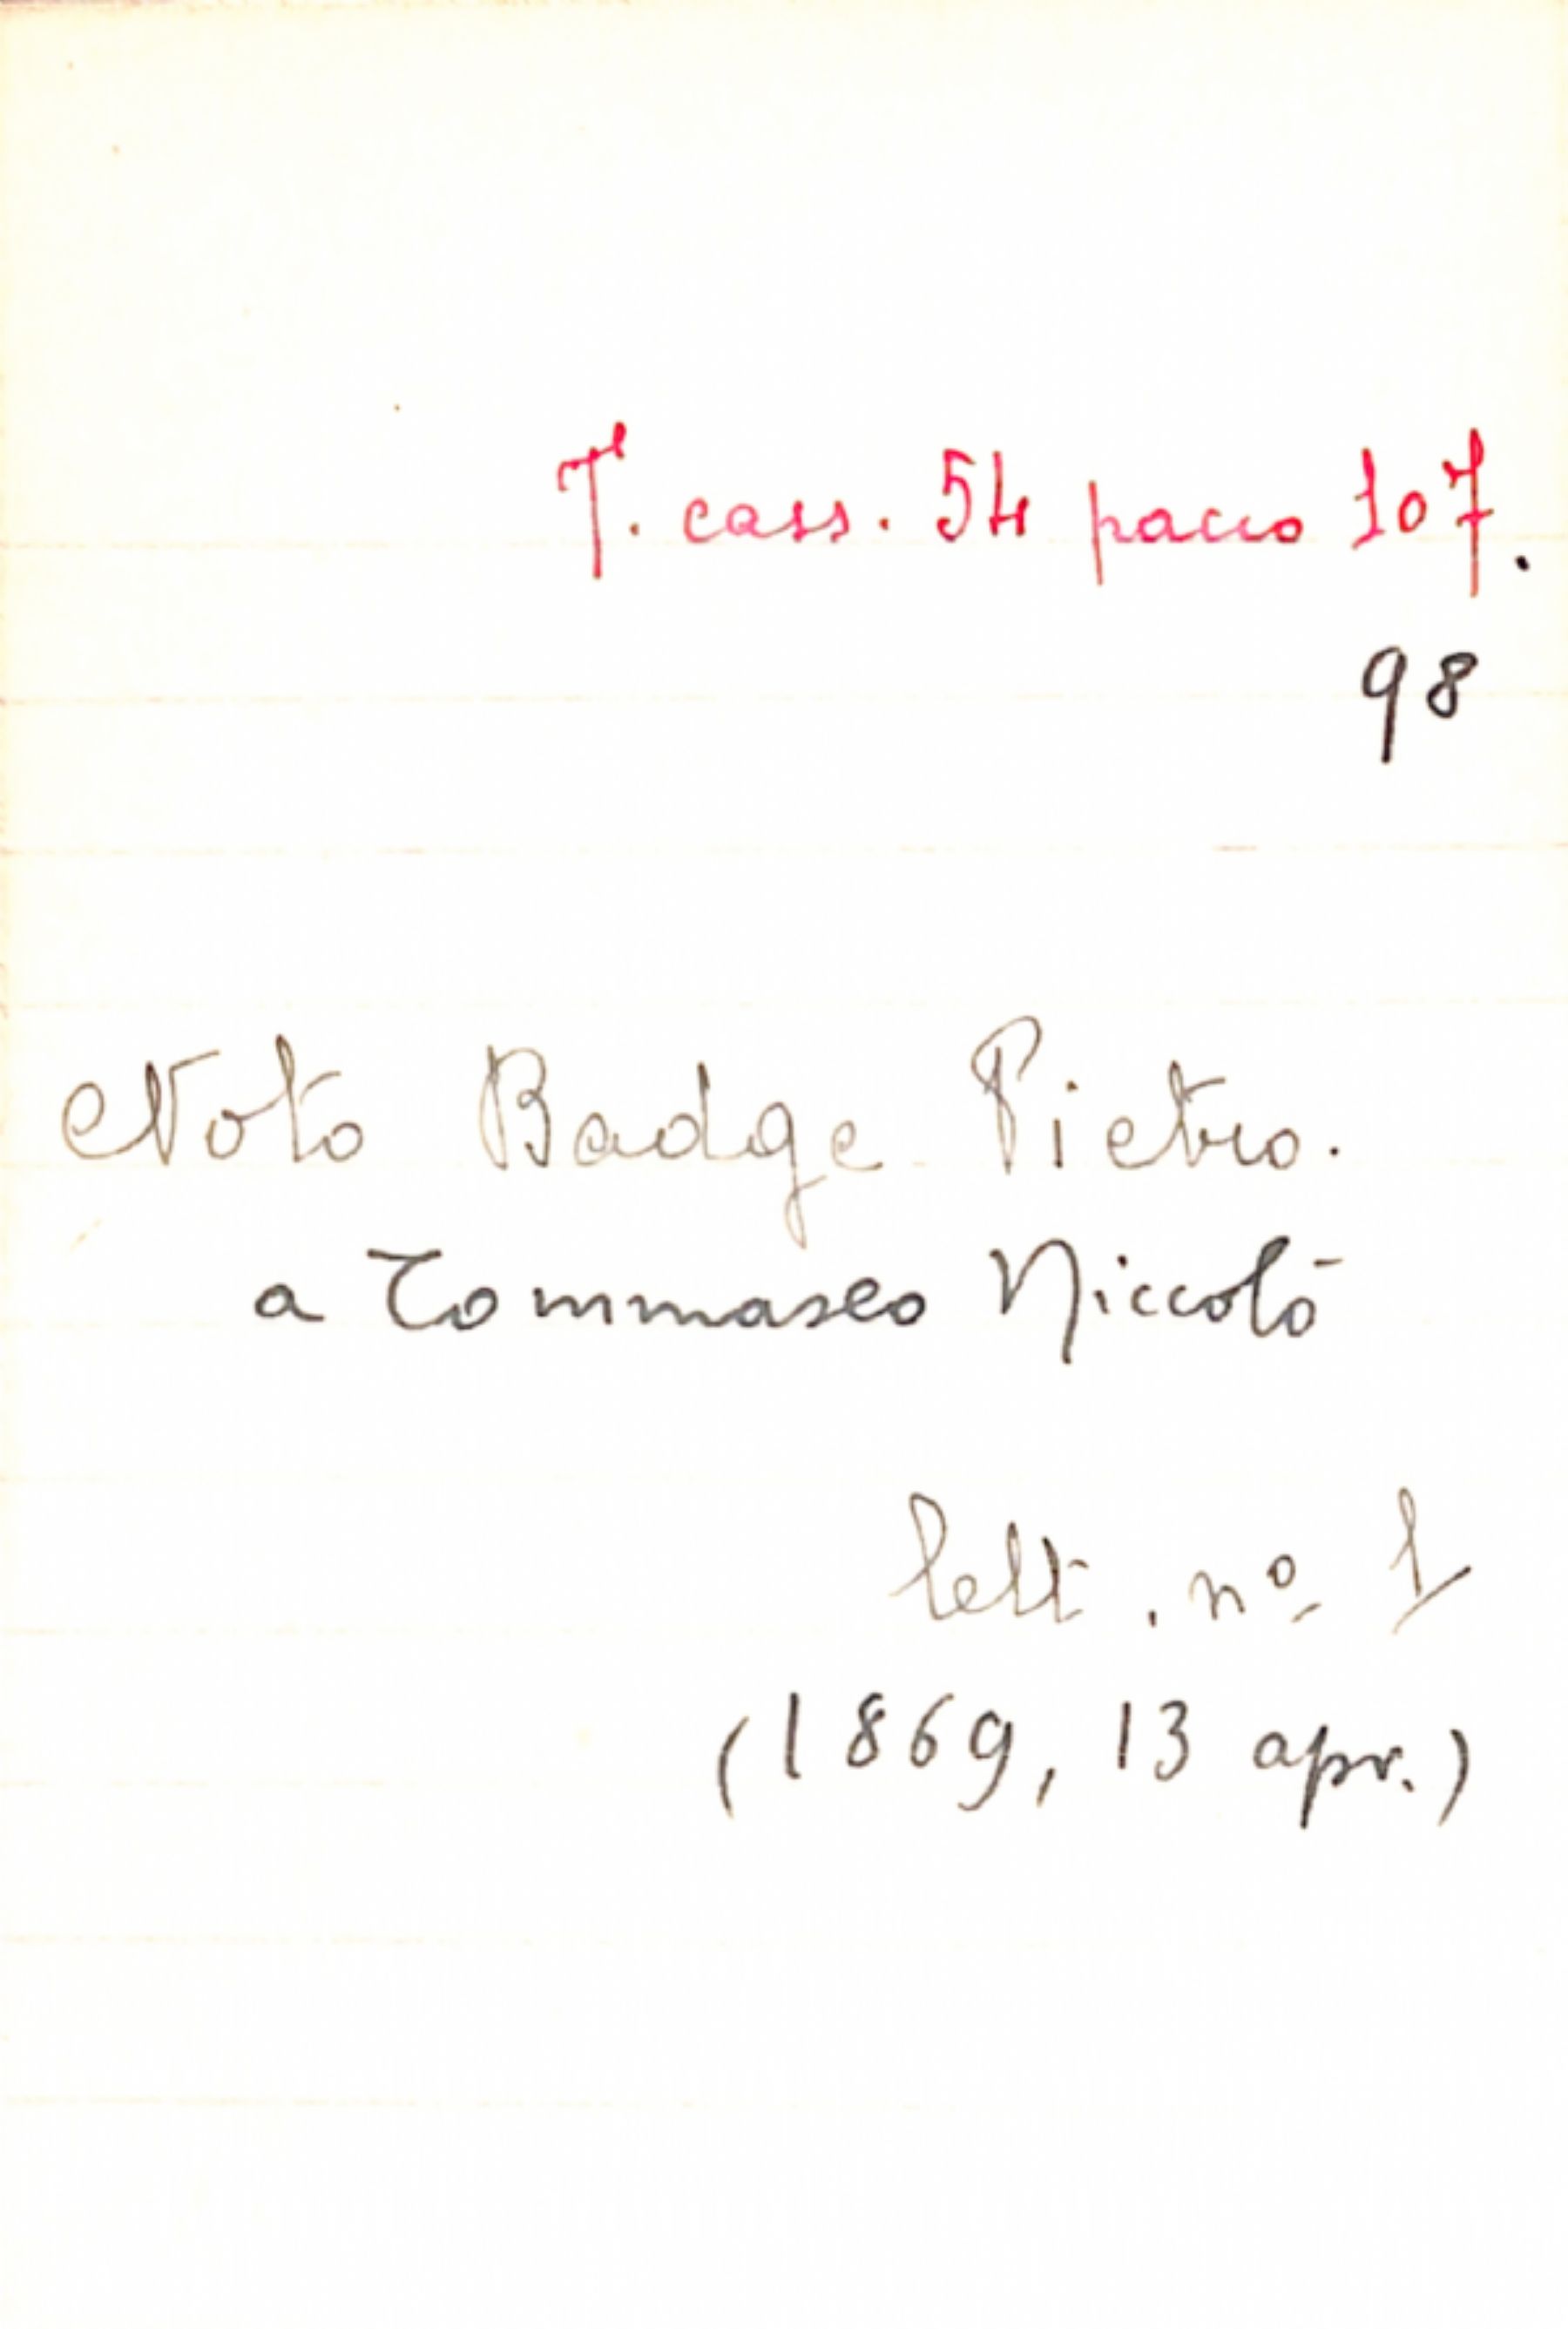 T. cass. 54 pacco 107.
98
Noto Badge Pietro.
a Tommaseo Niccolò
lett. nº 1
(1869, 13 apr.)